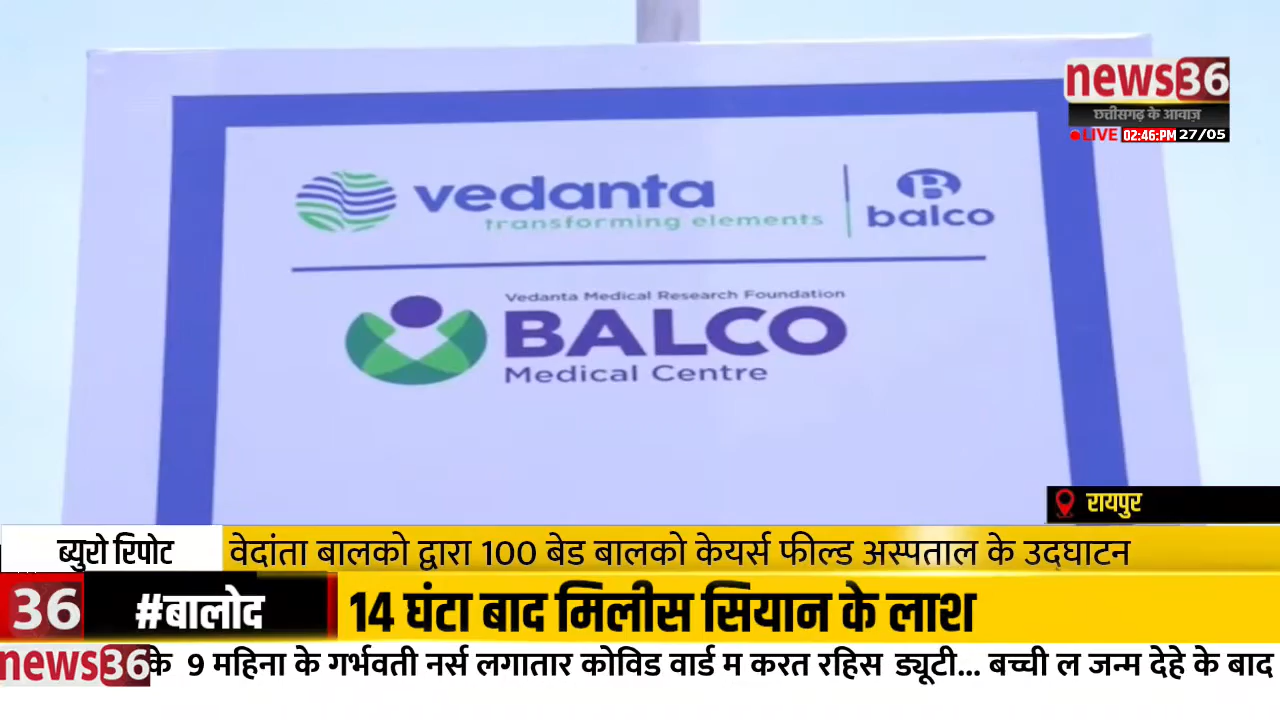 news36
छत्तीसगढ़ के आवाज़
LIVE 02:46:PM 27/05
vedanta
transforming elements
B
balco
Vedanta Medical Research Foundation
BALCO
Medical Centre
रायपुर
ब्युरो रिपोट
वेदांता बालको द्वारा 100 बेड बालको केयर्स फील्ड अस्पताल के उद्घाटन
36 #बालोद
14 घंटा बाद मिलीस सियान के लाश
news36 के 9 महिना के गर्भवती नर्स लगातार कोविड वार्ड म करत रहिस ड्यूटी... बच्ची ल जन्म देहे के बाद